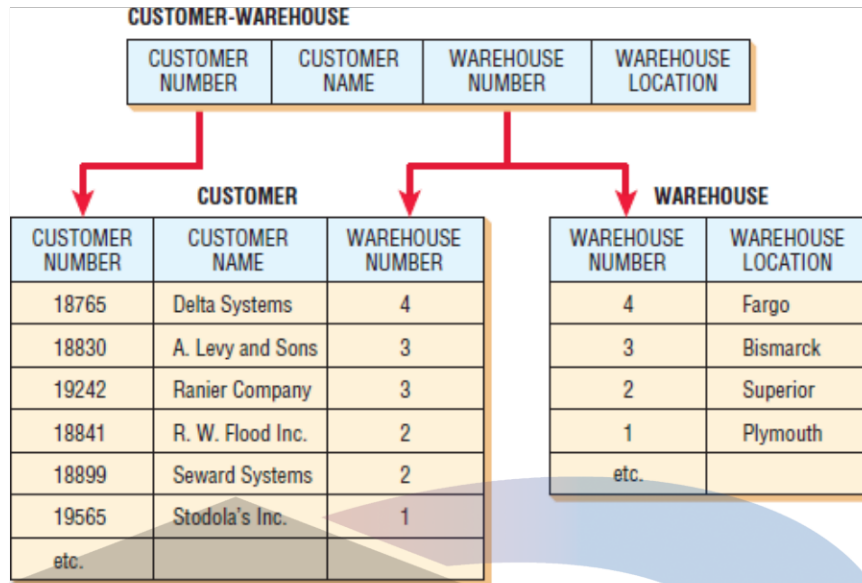 CUSTOMER-WAREHOUSE
CUSTOMER NUMBER CUSTOMER NAME WAREHOUSE NUMBER WAREHOUSE LOCATION
CUSTOMER
CUSTOMER NUMBER CUSTOMER NAME WAREHOUSE NUMBER
18765 Delta Systems 4
18830 A. Levy and Sons 3
19242 Ranier Company 3
18841 R. W. Flood Inc. 2
18899 Seward Systems 2
19565 Stodola's Inc. 1
etc.
WAREHOUSE
WAREHOUSE NUMBER WAREHOUSE LOCATION
4 Fargo
3 Bismarck
2 Superior
1 Plymouth
etc.